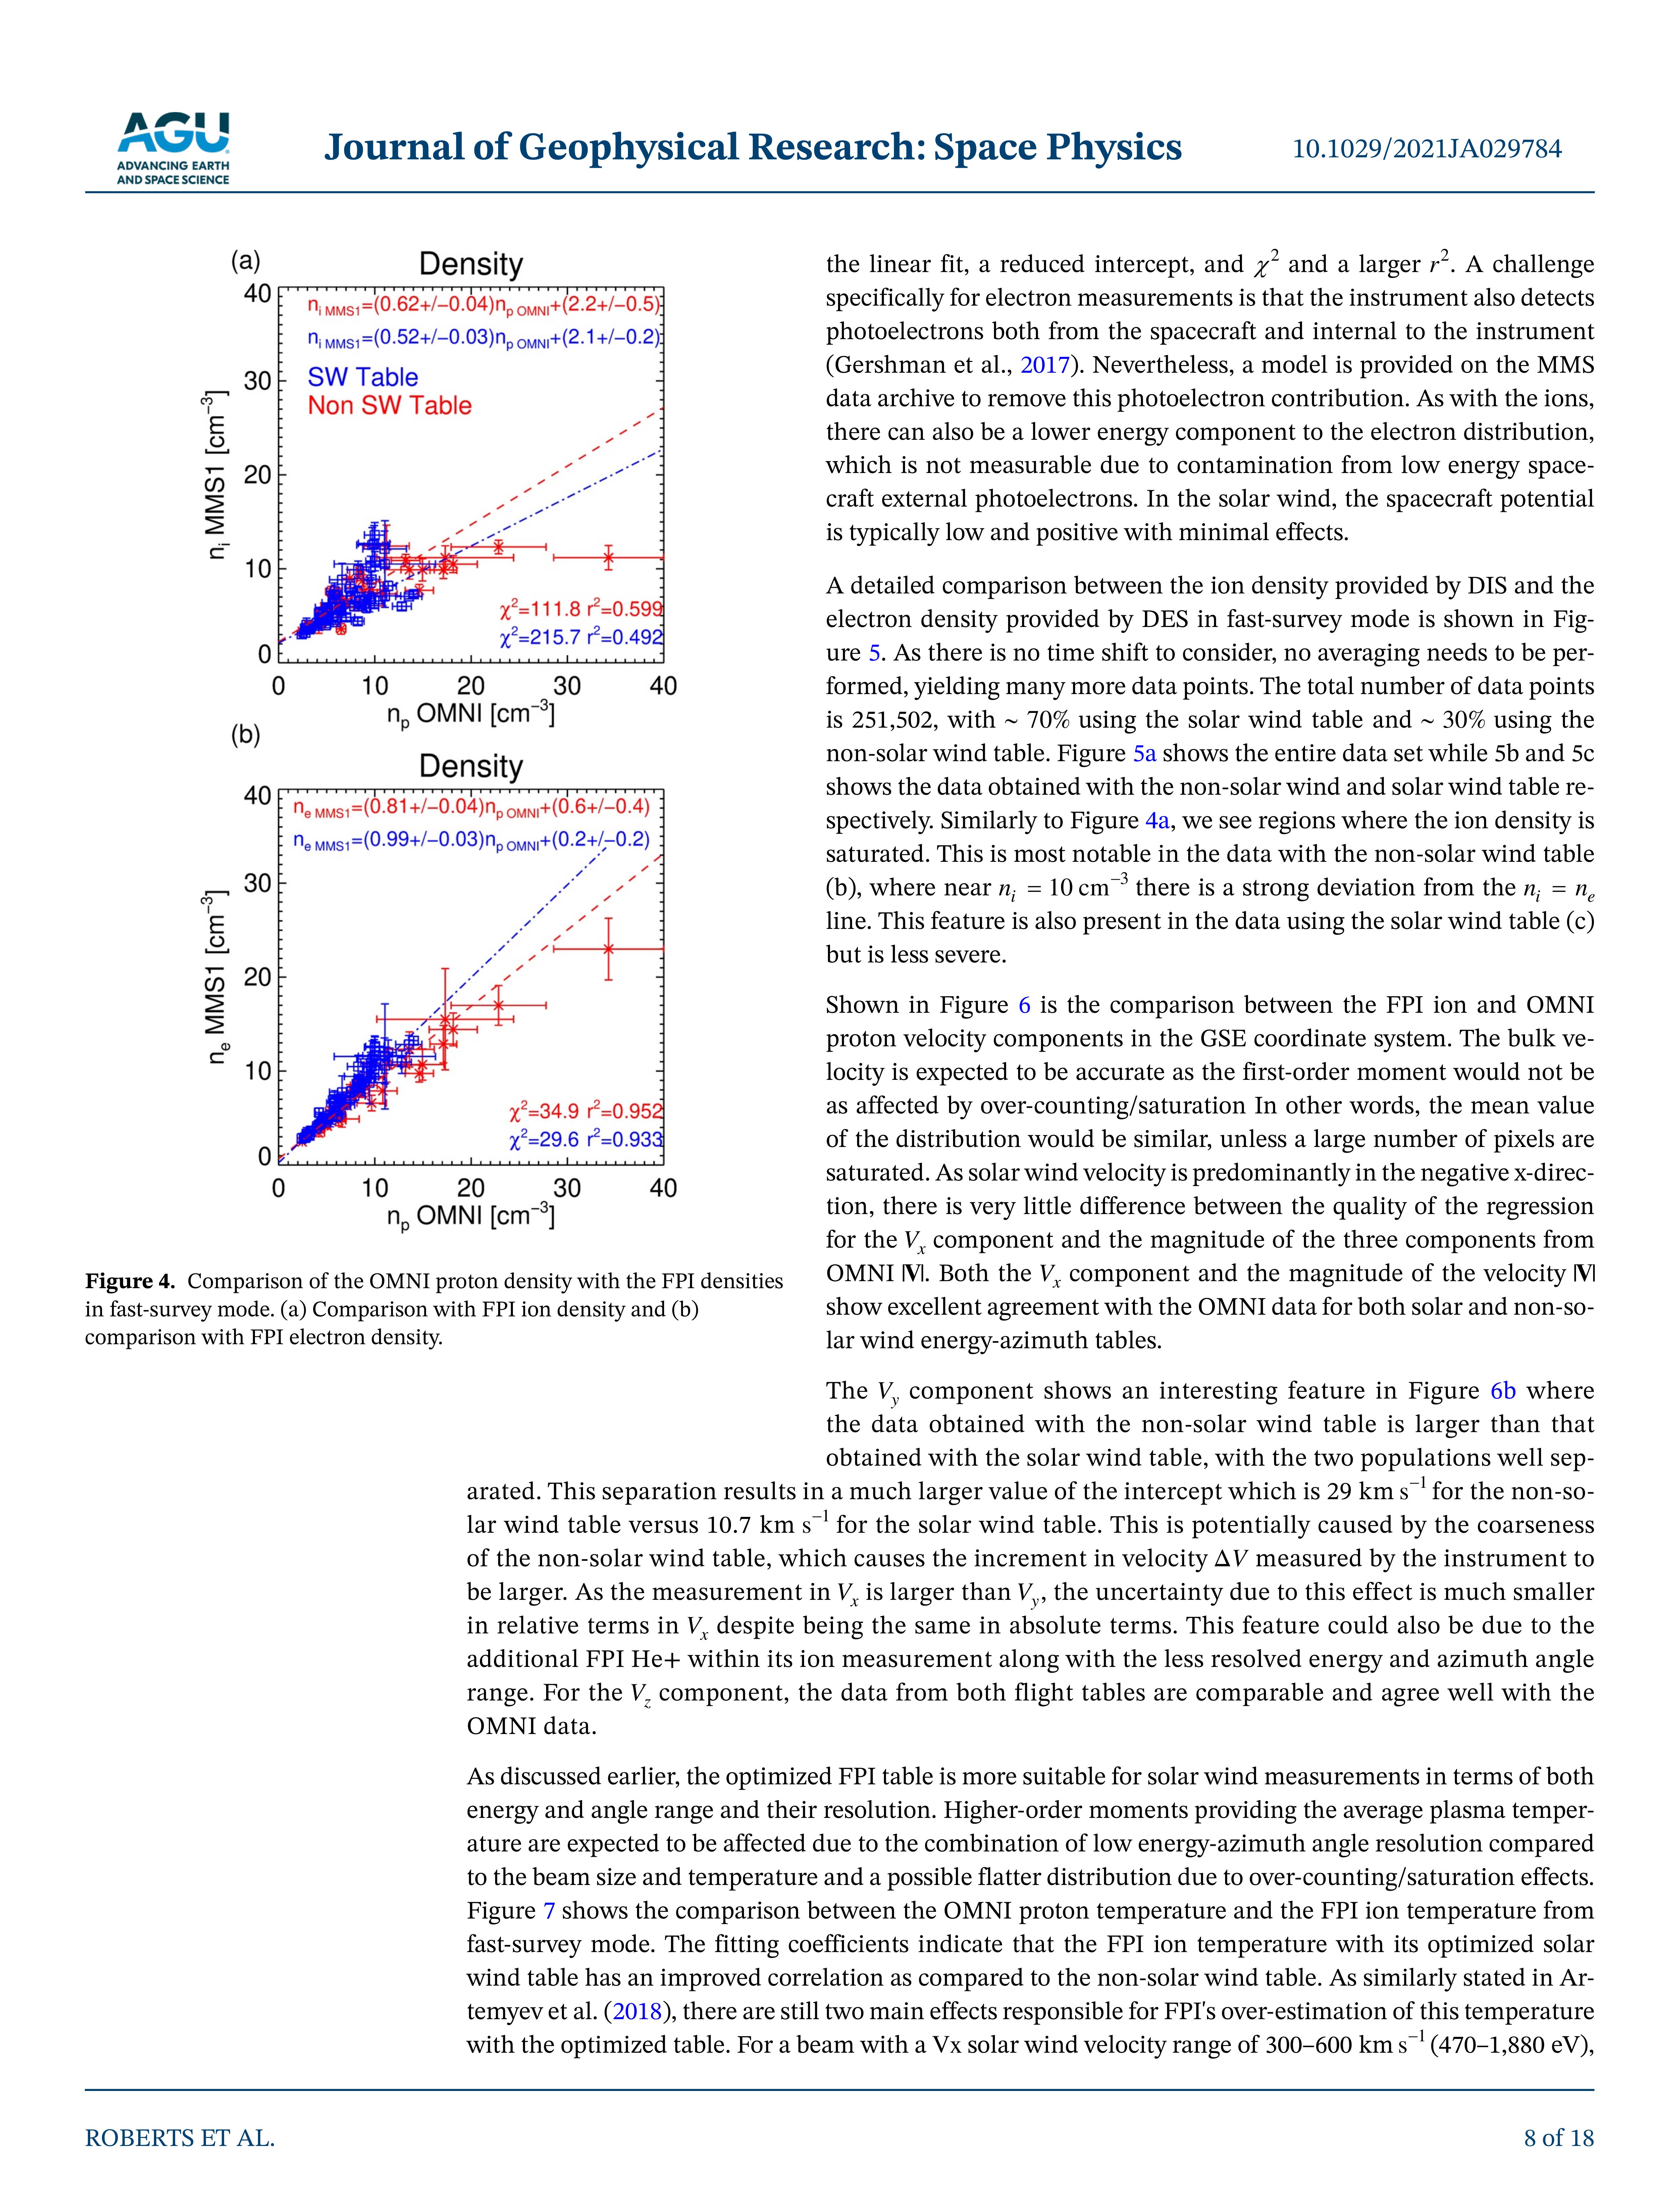 AGU
ADVANCING EARTH
AND SPACE SCIENCE
Journal of Geophysical Research: Space Physics
10.1029/2021JA029784
(a)
Density
n_i MMS1=(0.62+/−0.04)n_p OMNI+(2.2+/−0.5)
n_i MMS1=(0.52+/−0.03)n_p OMNI+(2.1+/−0.2)
SW Table
Non SW Table
40
30
20
10
0
n_i MMS1 [cm⁻³]
χ²=111.8 r²=0.599
χ²=215.7 r²=0.492
0 10 20 30 40
n_p OMNI [cm⁻³]
(b)
Density
n_e MMS1=(0.81+/−0.04)n_p OMNI+(0.6+/−0.4)
n_e MMS1=(0.99+/−0.03)n_p OMNI+(0.2+/−0.2)
40
30
20
10
0
n_e MMS1 [cm⁻³]
χ²=34.9 r²=0.952
χ²=29.6 r²=0.933
0 10 20 30 40
n_p OMNI [cm⁻³]
Figure 4. Comparison of the OMNI proton density with the FPI densities
in fast-survey mode. (a) Comparison with FPI ion density and (b)
comparison with FPI electron density.
the linear fit, a reduced intercept, and χ² and a larger r². A challenge
specifically for electron measurements is that the instrument also detects
photoelectrons both from the spacecraft and internal to the instrument
(Gershman et al., 2017). Nevertheless, a model is provided on the MMS
data archive to remove this photoelectron contribution. As with the ions,
there can also be a lower energy component to the electron distribution,
which is not measurable due to contamination from low energy space-
craft external photoelectrons. In the solar wind, the spacecraft potential
is typically low and positive with minimal effects.
A detailed comparison between the ion density provided by DIS and the
electron density provided by DES in fast-survey mode is shown in Fig-
ure 5. As there is no time shift to consider, no averaging needs to be per-
formed, yielding many more data points. The total number of data points
is 251,502, with ~ 70% using the solar wind table and ~ 30% using the
non-solar wind table. Figure 5a shows the entire data set while 5b and 5c
shows the data obtained with the non-solar wind and solar wind table re-
spectively. Similarly to Figure 4a, we see regions where the ion density is
saturated. This is most notable in the data with the non-solar wind table
(b), where near n_i = 10 cm⁻³ there is a strong deviation from the n_i = n_e
line. This feature is also present in the data using the solar wind table (c)
but is less severe.
Shown in Figure 6 is the comparison between the FPI ion and OMNI
proton velocity components in the GSE coordinate system. The bulk ve-
locity is expected to be accurate as the first-order moment would not be
as affected by over-counting/saturation In other words, the mean value
of the distribution would be similar, unless a large number of pixels are
saturated. As solar wind velocity is predominantly in the negative x-direc-
tion, there is very little difference between the quality of the regression
for the V_x component and the magnitude of the three components from
OMNI |V|. Both the V_x component and the magnitude of the velocity |V|
show excellent agreement with the OMNI data for both solar and non-so-
lar wind energy-azimuth tables.
The V_y component shows an interesting feature in Figure 6b where
the data obtained with the non-solar wind table is larger than that
obtained with the solar wind table, with the two populations well sep-
arated. This separation results in a much larger value of the intercept which is 29 km s⁻¹ for the non-so-
lar wind table versus 10.7 km s⁻¹ for the solar wind table. This is potentially caused by the coarseness
of the non-solar wind table, which causes the increment in velocity ΔV measured by the instrument to
be larger. As the measurement in V_x is larger than V_y, the uncertainty due to this effect is much smaller
in relative terms in V_x despite being the same in absolute terms. This feature could also be due to the
additional FPI He+ within its ion measurement along with the less resolved energy and azimuth angle
range. For the V_z component, the data from both flight tables are comparable and agree well with the
OMNI data.
As discussed earlier, the optimized FPI table is more suitable for solar wind measurements in terms of both
energy and angle range and their resolution. Higher-order moments providing the average plasma temper-
ature are expected to be affected due to the combination of low energy-azimuth angle resolution compared
to the beam size and temperature and a possible flatter distribution due to over-counting/saturation effects.
Figure 7 shows the comparison between the OMNI proton temperature and the FPI ion temperature from
fast-survey mode. The fitting coefficients indicate that the FPI ion temperature with its optimized solar
wind table has an improved correlation as compared to the non-solar wind table. As similarly stated in Ar-
temyev et al. (2018), there are still two main effects responsible for FPI's over-estimation of this temperature
with the optimized table. For a beam with a Vx solar wind velocity range of 300–600 km s⁻¹ (470–1,880 eV),
ROBERTS ET AL.
8 of 18